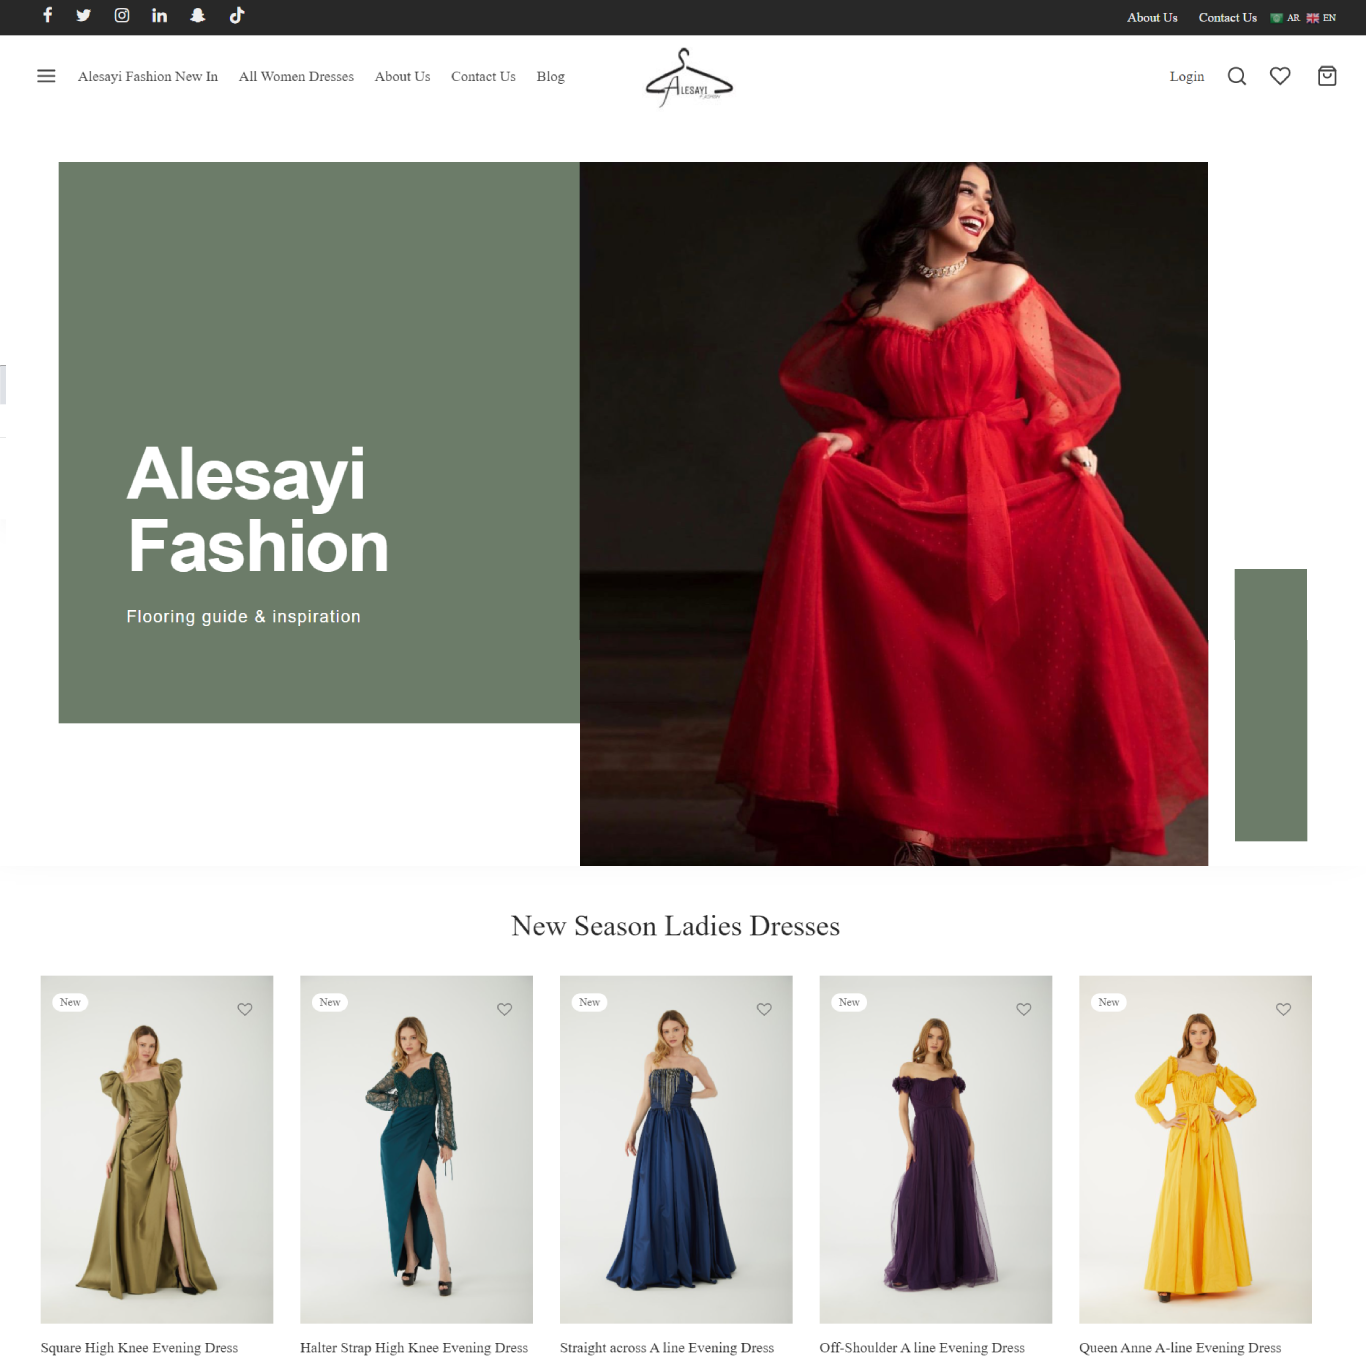 About Us
Contact Us
AR
EN
Alesayi Fashion New In
All Women Dresses
About Us
Contact Us
Blog
ALESAYI
Login
Alesayi
Fashion
Flooring guide & inspiration
New Season Ladies Dresses
New
New
New
New
New
Square High Knee Evening Dress
Halter Strap High Knee Evening Dress
Straight across A line Evening Dress
Off-Shoulder A line Evening Dress
Queen Anne A-line Evening Dress